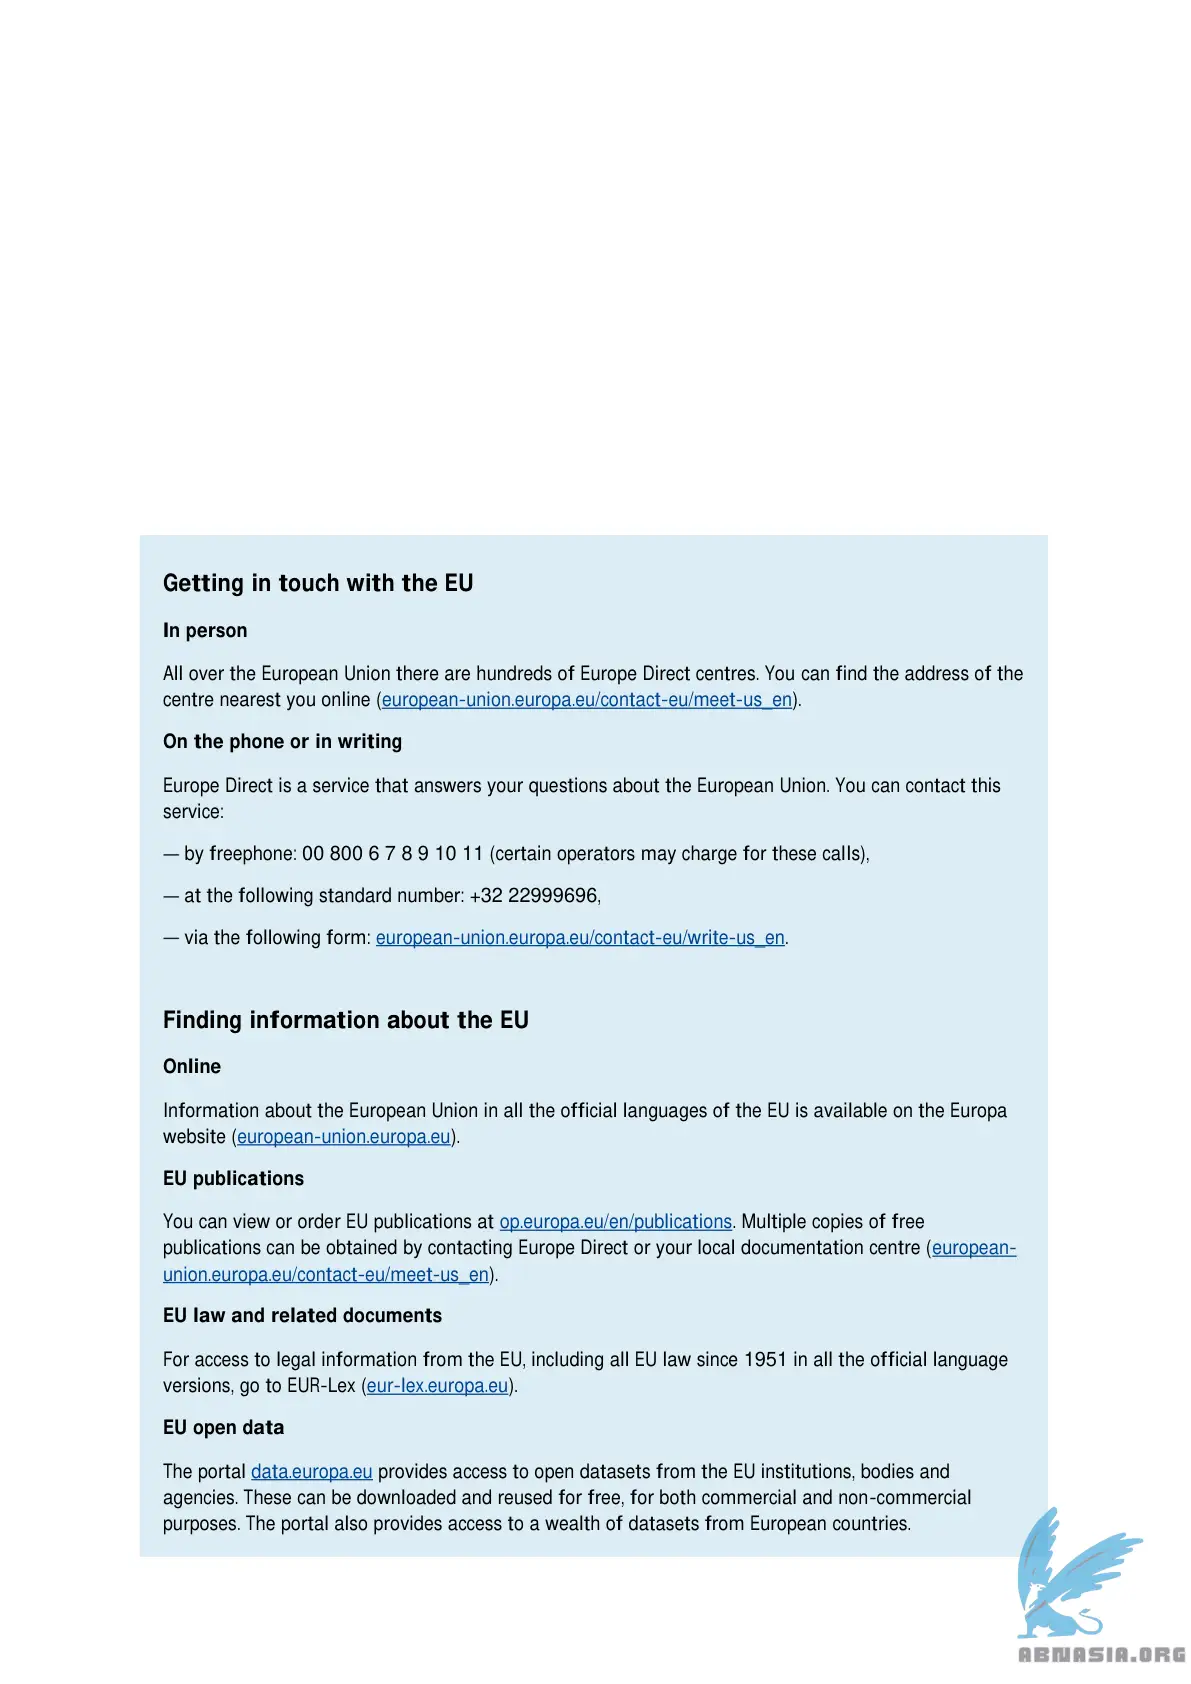 Getting in touch with the EU
In person
All over the European Union there are hundreds of Europe Direct centres. You can find the address of the
centre nearest you online (european-union.europa.eu/contact-eu/meet-us_en).
On the phone or in writing
Europe Direct is a service that answers your questions about the European Union. You can contact this
service:
— by freephone: 00 800 6 7 8 9 10 11 (certain operators may charge for these calls),
— at the following standard number: +32 22999696,
— via the following form: european-union.europa.eu/contact-eu/write-us_en.
Finding information about the EU
Online
Information about the European Union in all the official languages of the EU is available on the Europa
website (european-union.europa.eu).
EU publications
You can view or order EU publications at op.europa.eu/en/publications. Multiple copies of free
publications can be obtained by contacting Europe Direct or your local documentation centre (european-
union.europa.eu/contact-eu/meet-us_en).
EU law and related documents
For access to legal information from the EU, including all EU law since 1951 in all the official language
versions, go to EUR-Lex (eur-lex.europa.eu).
EU open data
The portal data.europa.eu provides access to open datasets from the EU institutions, bodies and
agencies. These can be downloaded and reused for free, for both commercial and non-commercial
purposes. The portal also provides access to a wealth of datasets from European countries.
ABNASIA.ORG